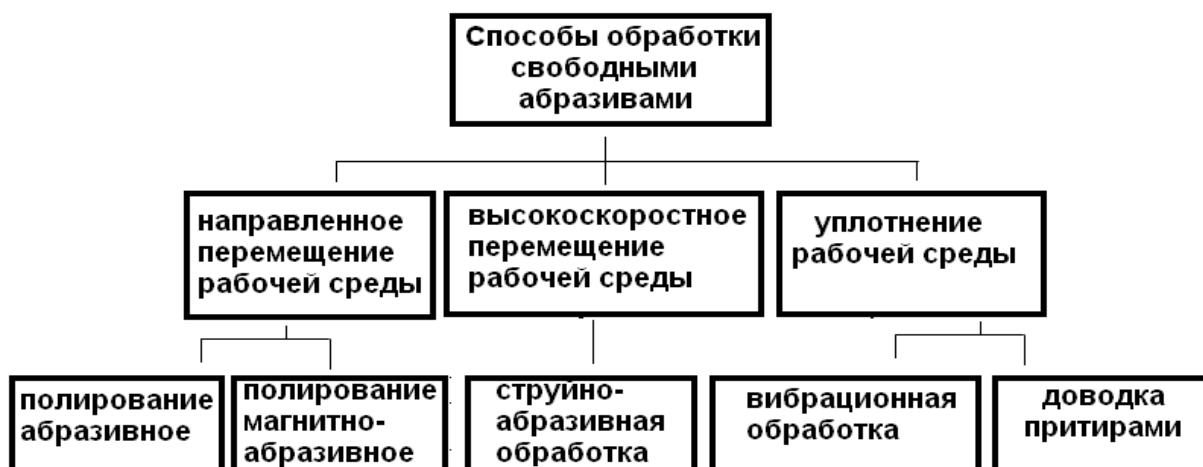 Способы обработки
свободными
абразивами
направленное
перемещение
рабочей среды
высокоскоростное
перемещение
рабочей среды
уплотнение
рабочей среды
полирование
абразивное
полирование
магнитно-
абразивное
струйно-
абразивная
обработка
вибрационная
обработка
доводка
притирами